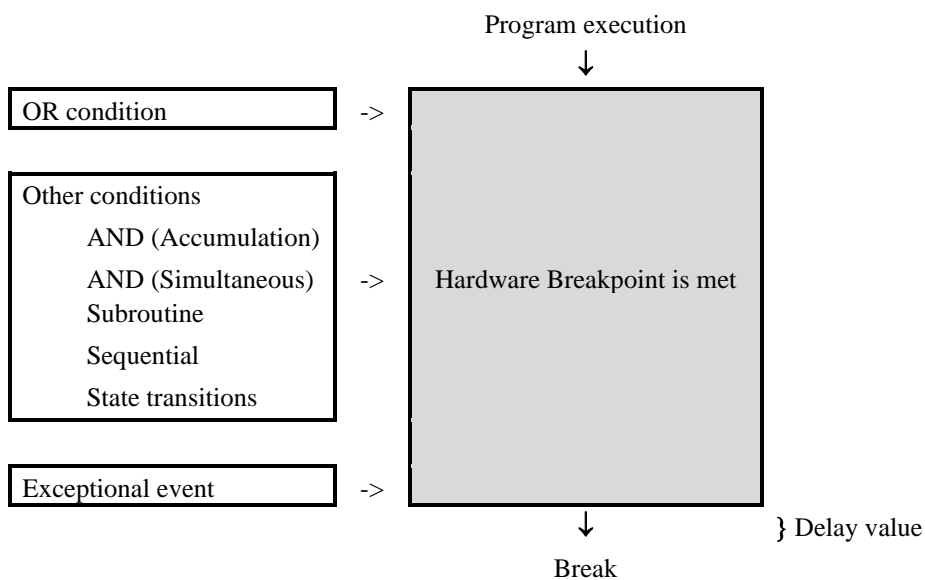 Program execution
↓
OR condition
->
Other conditions
AND (Accumulation)
AND (Simultaneous)
->
Hardware Breakpoint is met
Subroutine
Sequential
State transitions
Exceptional event
->
↓
} Delay value
Break